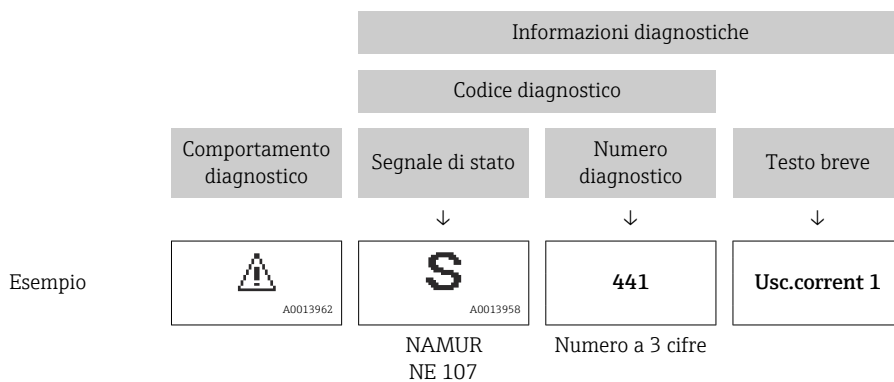 Informazioni diagnostiche
Codice diagnostico
Comportamento
diagnostico
Segnale di stato
Numero
diagnostico
Testo breve
↓ ↓ ↓
Esempio
A0013962
S
A0013958
441
Usc.corrent 1
NAMUR
NE 107
Numero a 3 cifre